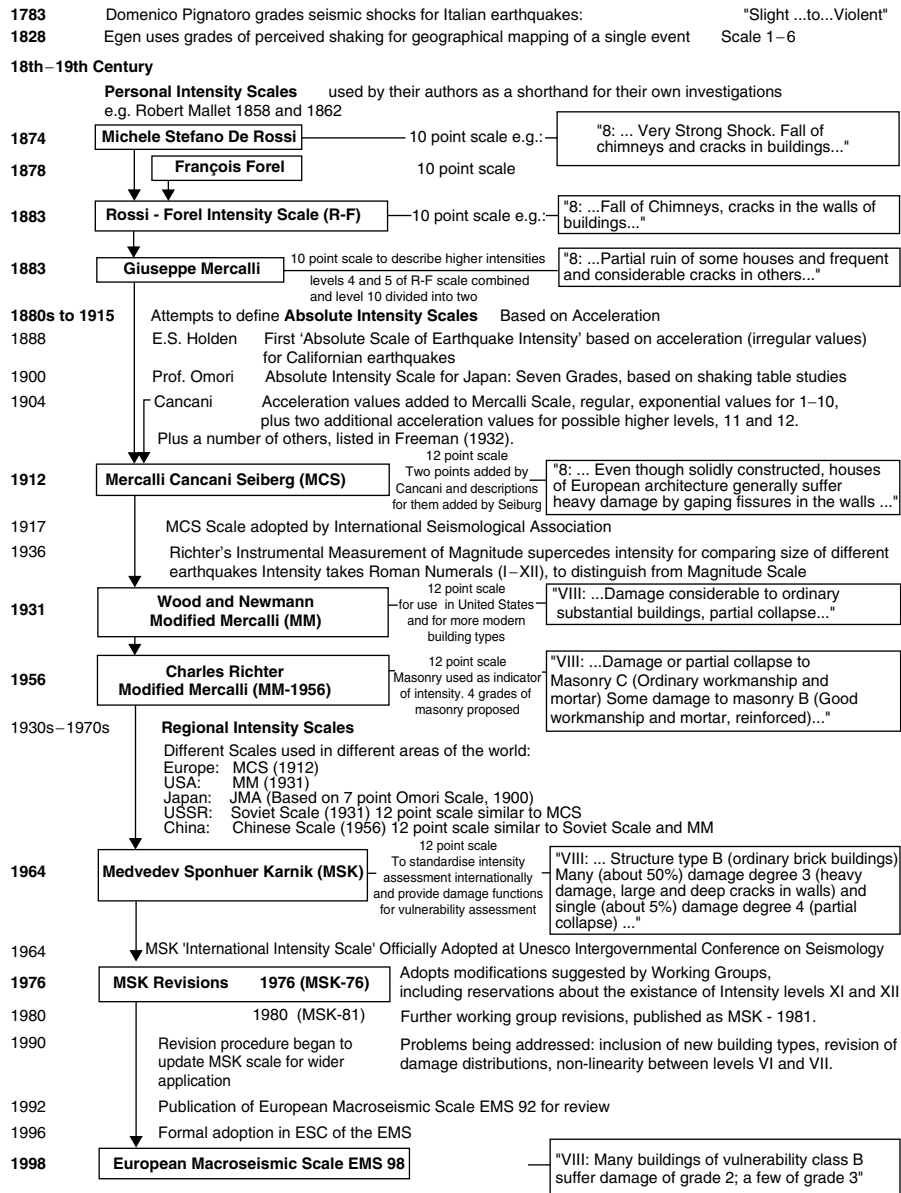 1783 Domenico Pignatoro grades seismic shocks for Italian earthquakes: "Slight ...to...Violent"
1828 Egen uses grades of perceived shaking for geographical mapping of a single event Scale 1–6
18th–19th Century
Personal Intensity Scales used by their authors as a shorthand for their own investigations
e.g. Robert Mallet 1858 and 1862
1874 Michele Stefano De Rossi 10 point scale e.g.: "8: ... Very Strong Shock. Fall of
chimneys and cracks in buildings..."
1878 François Forel 10 point scale
1883 Rossi - Forel Intensity Scale (R-F) 10 point scale e.g.: "8: ...Fall of Chimneys, cracks in the walls of
buildings..."
1883 Giuseppe Mercalli 10 point scale to describe higher intensities
levels 4 and 5 of R-F scale combined
and level 10 divided into two
"8: ...Partial ruin of some houses and frequent
and considerable cracks in others..."
1880s to 1915 Attempts to define Absolute Intensity Scales Based on Acceleration
1888 E.S. Holden First 'Absolute Scale of Earthquake Intensity' based on acceleration (irregular values)
for Californian earthquakes
1900 Prof. Omori Absolute Intensity Scale for Japan: Seven Grades, based on shaking table studies
1904 Cancani Acceleration values added to Mercalli Scale, regular, exponential values for 1–10,
plus two additional acceleration values for possible higher levels, 11 and 12.
Plus a number of others, listed in Freeman (1932).
1912 Mercalli Cancani Seiberg (MCS)
12 point scale
Two points added by
Cancani and descriptions
for them added by Seiburg
"8: ... Even though solidly constructed, houses
of European architecture generally suffer
heavy damage by gaping fissures in the walls ..."
1917 MCS Scale adopted by International Seismological Association
1936 Richter's Instrumental Measurement of Magnitude supercedes intensity for comparing size of different
earthquakes Intensity takes Roman Numerals (I–XII), to distinguish from Magnitude Scale
1931 Wood and Newmann
Modified Mercalli (MM)
12 point scale
for use in United States
and for more modern
building types
"VIII: ...Damage considerable to ordinary
substantial buildings, partial collapse..."
1956 Charles Richter
Modified Mercalli (MM-1956)
12 point scale
Masonry used as indicator
of intensity. 4 grades of
masonry proposed
"VIII: ...Damage or partial collapse to
Masonry C (Ordinary workmanship and
mortar) Some damage to masonry B (Good
workmanship and mortar, reinforced)..."
1930s–1970s Regional Intensity Scales
Different Scales used in different areas of the world:
Europe: MCS (1912)
USA: MM (1931)
Japan: JMA (Based on 7 point Omori Scale, 1900)
USSR: Soviet Scale (1931) 12 point scale similar to MCS
China: Chinese Scale (1956) 12 point scale similar to Soviet Scale and MM
1964 Medvedev Sponhuer Karnik (MSK)
12 point scale
To standardise intensity
assessment internationally
and provide damage functions
for vulnerability assessment
"VIII: ... Structure type B (ordinary brick buildings)
Many (about 50%) damage degree 3 (heavy
damage, large and deep cracks in walls) and
single (about 5%) damage degree 4 (partial
collapse) ..."
1964 MSK 'International Intensity Scale' Officially Adopted at Unesco Intergovernmental Conference on Seismology
1976 MSK Revisions 1976 (MSK-76) Adopts modifications suggested by Working Groups,
including reservations about the existance of Intensity levels XI and XII
1980 1980 (MSK-81) Further working group revisions, published as MSK - 1981.
1990 Revision procedure began to
update MSK scale for wider
application
Problems being addressed: inclusion of new building types, revision of
damage distributions, non-linearity between levels VI and VII.
1992 Publication of European Macroseismic Scale EMS 92 for review
1996 Formal adoption in ESC of the EMS
1998 European Macroseismic Scale EMS 98 "VIII: Many buildings of vulnerability class B
suffer damage of grade 2; a few of grade 3"